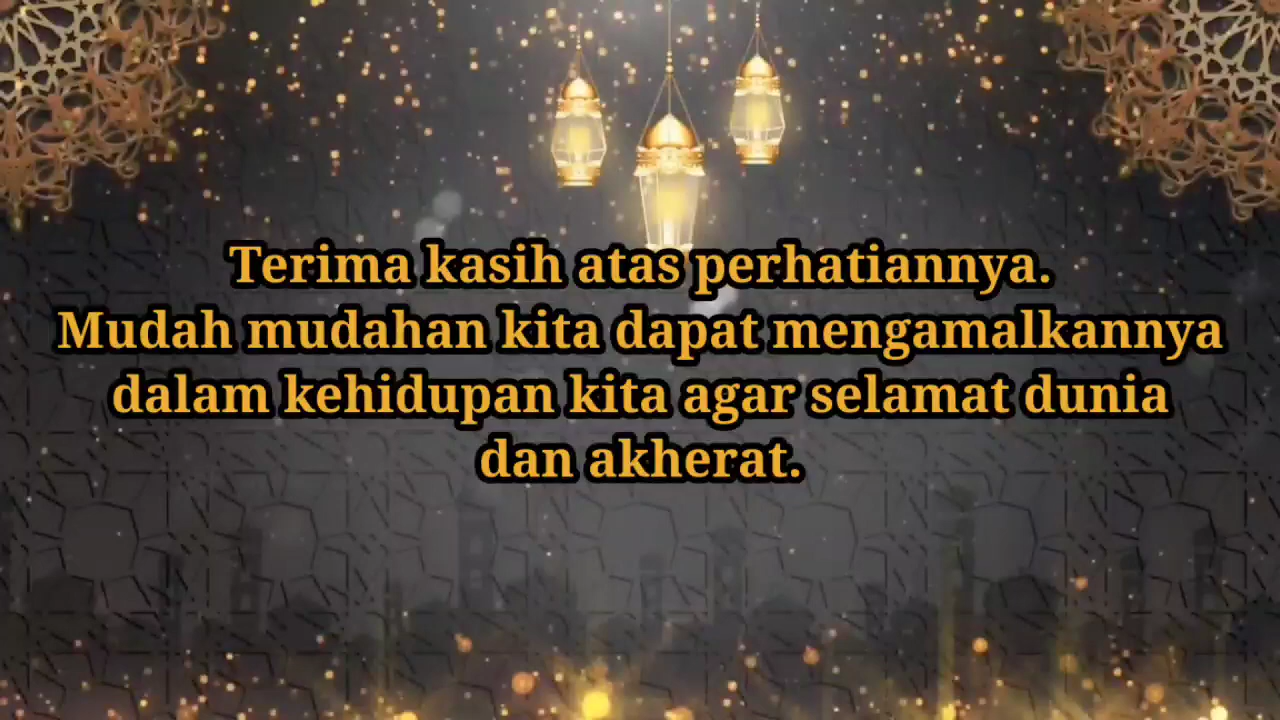 Terima kasih atas perhatiannya.
Mudah mudahan kita dapat mengamalkannya
dalam kehidupan kita agar selamat dunia
dan akherat.